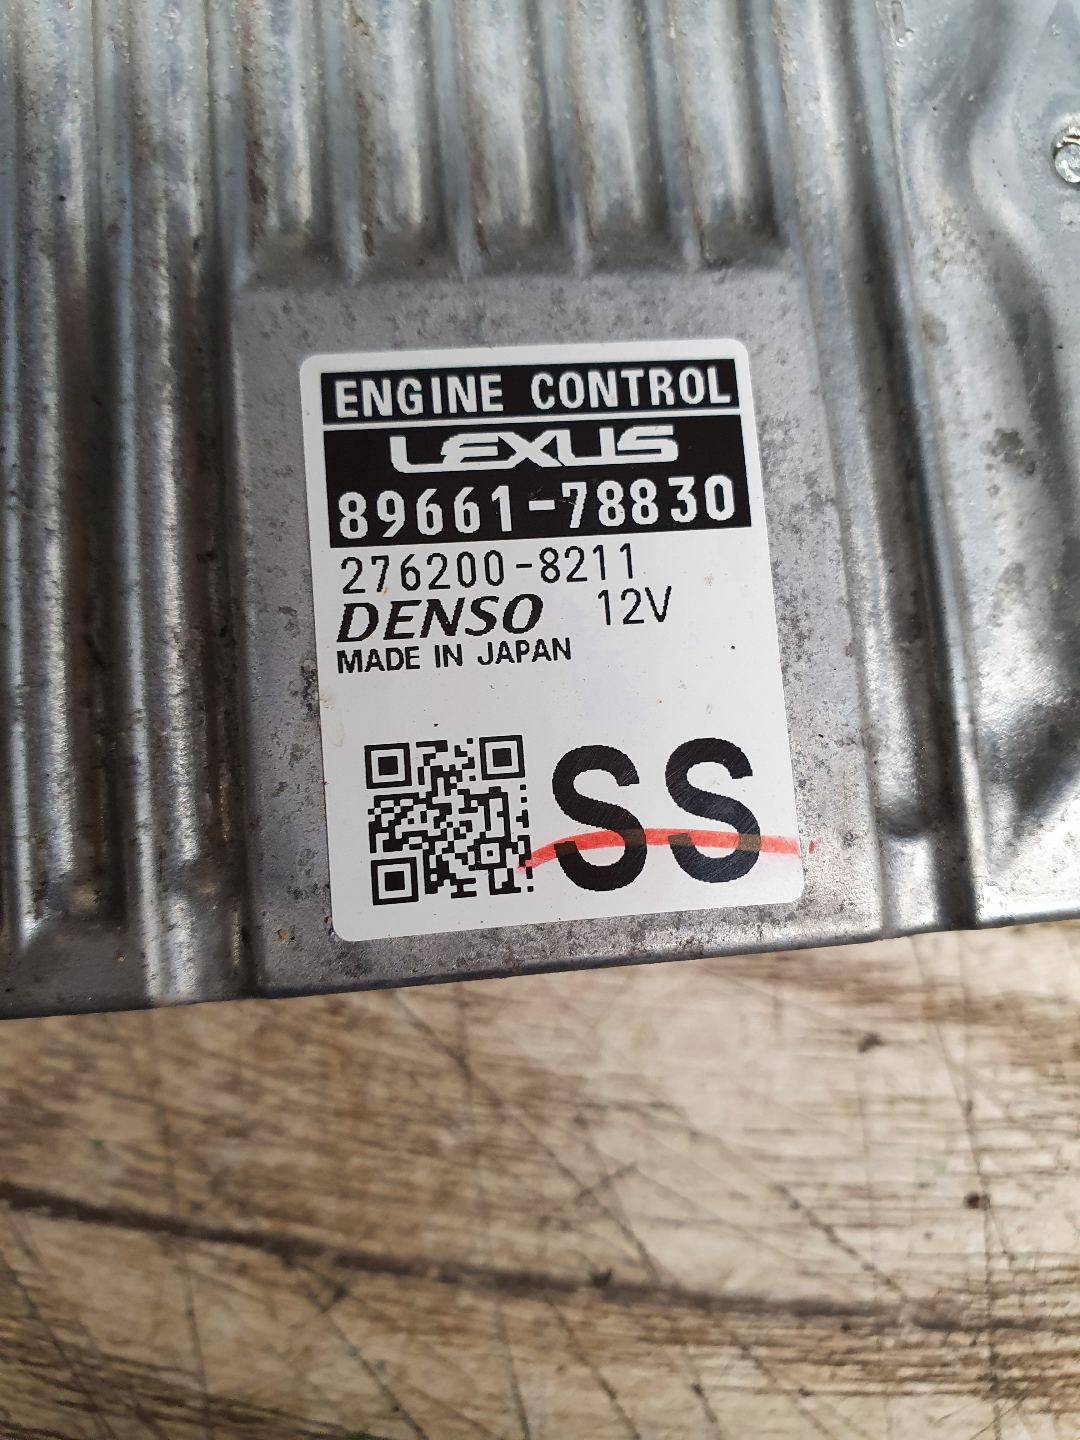 ENGINE CONTROL
LEXUS
89661-78830
276200-8211
DENSO 12V
MADE IN JAPAN
SS